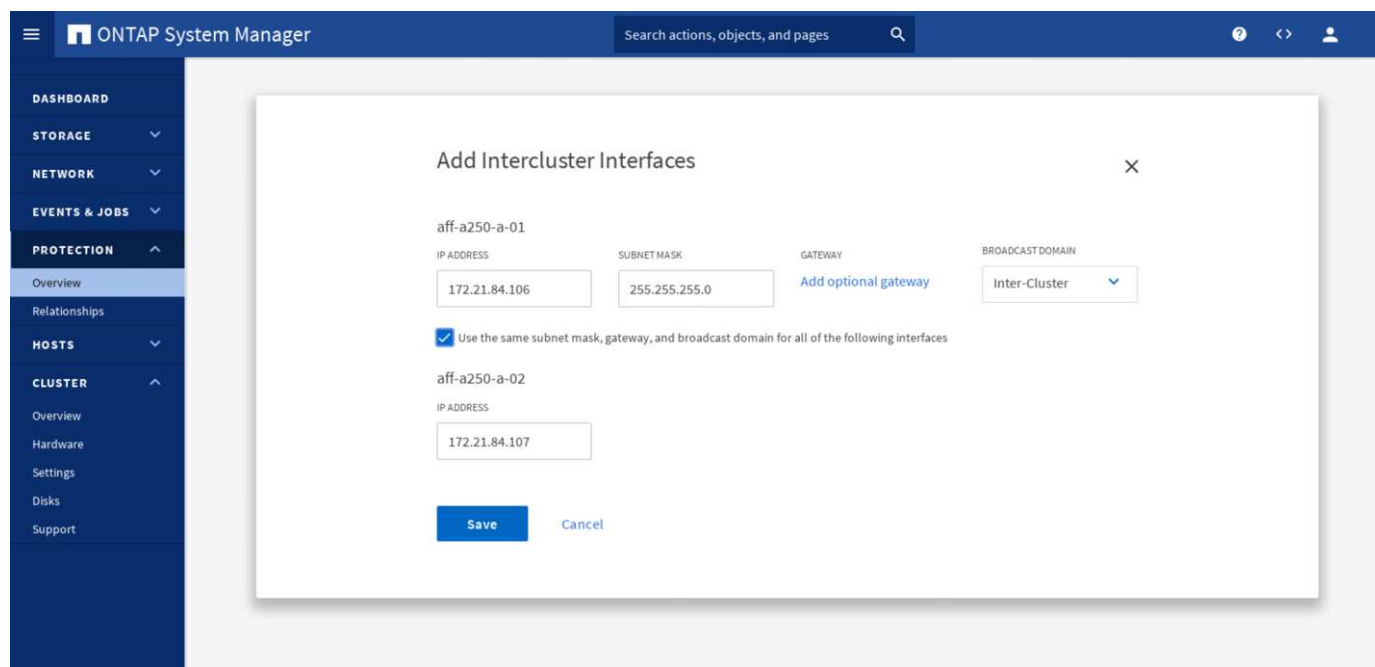 ONTAP System Manager
Search actions, objects, and pages
DASHBOARD
STORAGE
NETWORK
EVENTS & JOBS
PROTECTION
Overview
Relationships
HOSTS
CLUSTER
Overview
Hardware
Settings
Disks
Support
Add Intercluster Interfaces
aff-a250-a-01
IP ADDRESS SUBNET MASK GATEWAY BROADCAST DOMAIN
172.21.84.106 255.255.255.0 Add optional gateway Inter-Cluster
Use the same subnet mask, gateway, and broadcast domain for all of the following interfaces
aff-a250-a-02
IP ADDRESS
172.21.84.107
Save Cancel